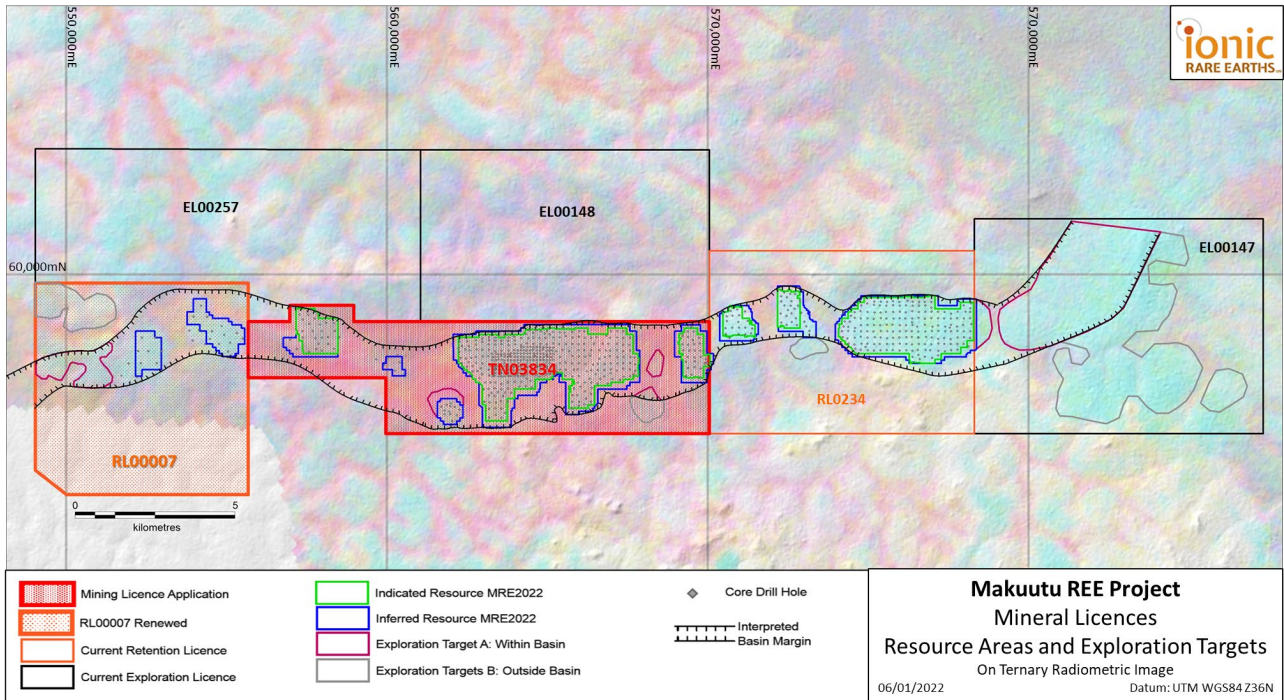 550,000mE
560,000mE
570,000mE
570,000mE
ionic
RARE EARTHS
EL00257
EL00148
EL00147
60,000mN
TN03834
RL0234
RL00007
0 5
kilometres
Mining Licence Application
RL00007 Renewed
Current Retention Licence
Current Exploration Licence
Indicated Resource MRE2022
Inferred Resource MRE2022
Exploration Target A: Within Basin
Exploration Targets B: Outside Basin
Core Drill Hole
Interpreted
Basin Margin
Makuutu REE Project
Mineral Licences
Resource Areas and Exploration Targets
On Ternary Radiometric Image
06/01/2022 Datum: UTM WGS84 Z36N